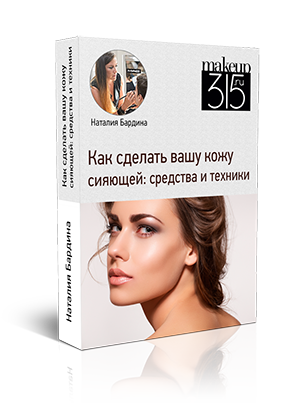 makeup
315.ru
Наталия Бардина
Как сделать вашу кожу
сияющей: средства и техники
Как сделать вашу кожу
сияющей: средства и техники
Наталия Бардина